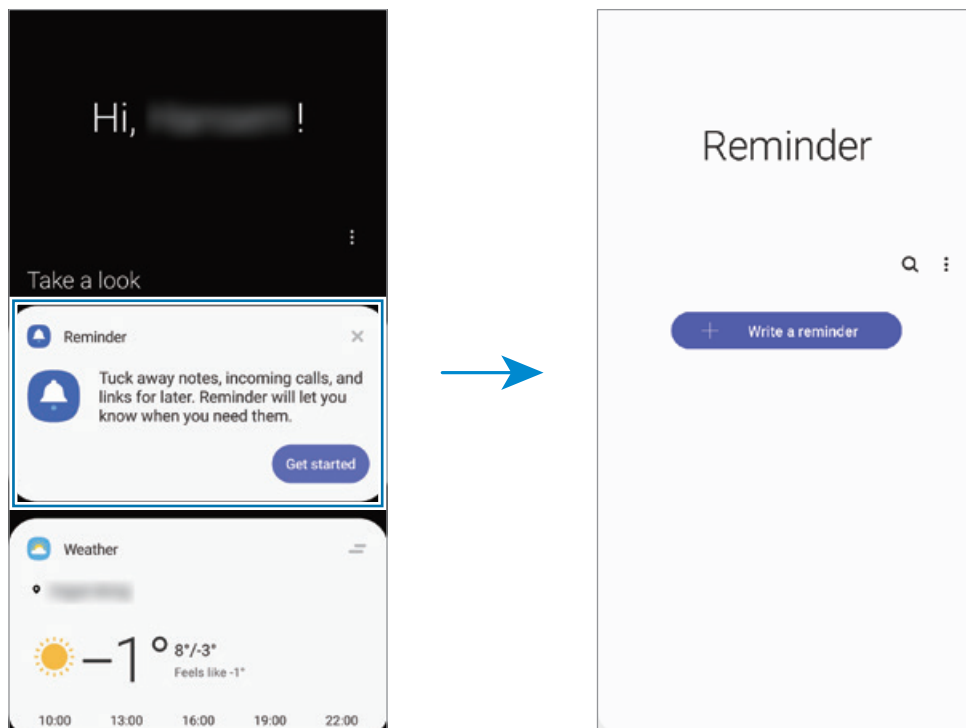 Hi, !
Take a look
Reminder
Tuck away notes, incoming calls, and
links for later. Reminder will let you
know when you need them.
Get started
Weather
−1° 8°/-3°
Feels like -1°
10:00 13:00 16:00 19:00 22:00
Reminder
Write a reminder